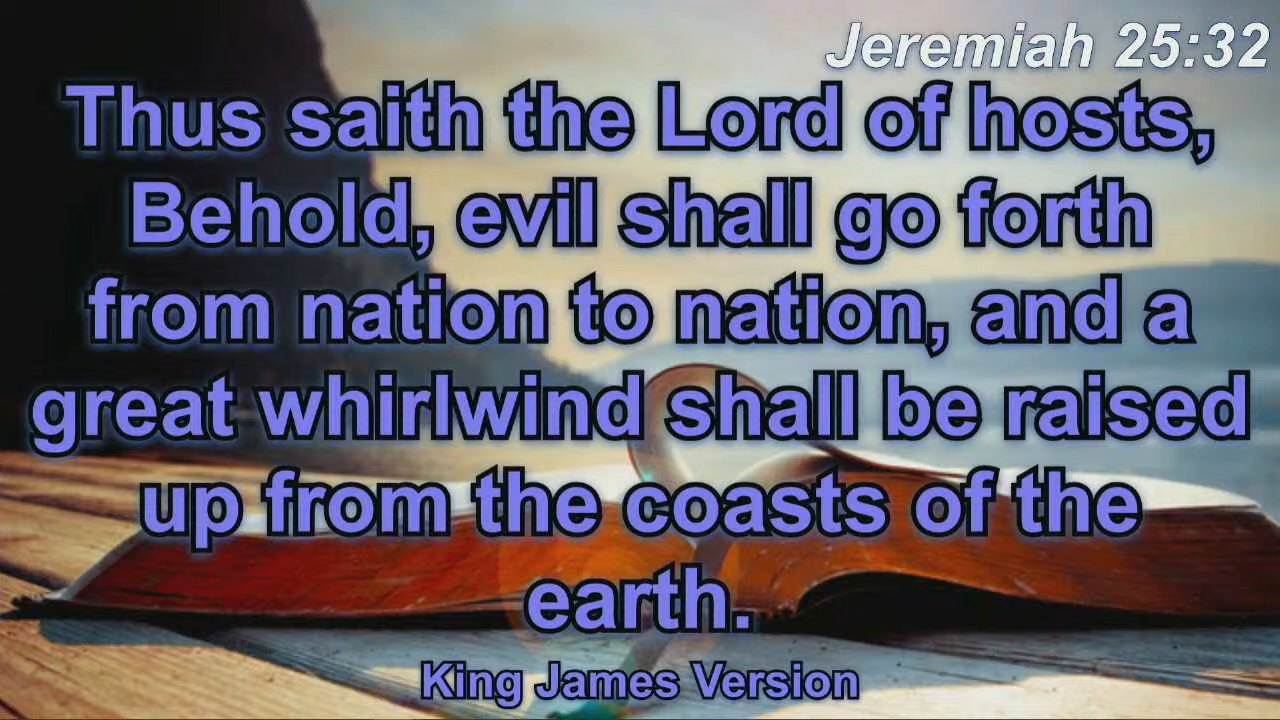 Jeremiah 25:32
Thus saith the Lord of hosts,
Behold, evil shall go forth
from nation to nation, and a
great whirlwind shall be raised
up from the coasts of the
earth.
King James Version